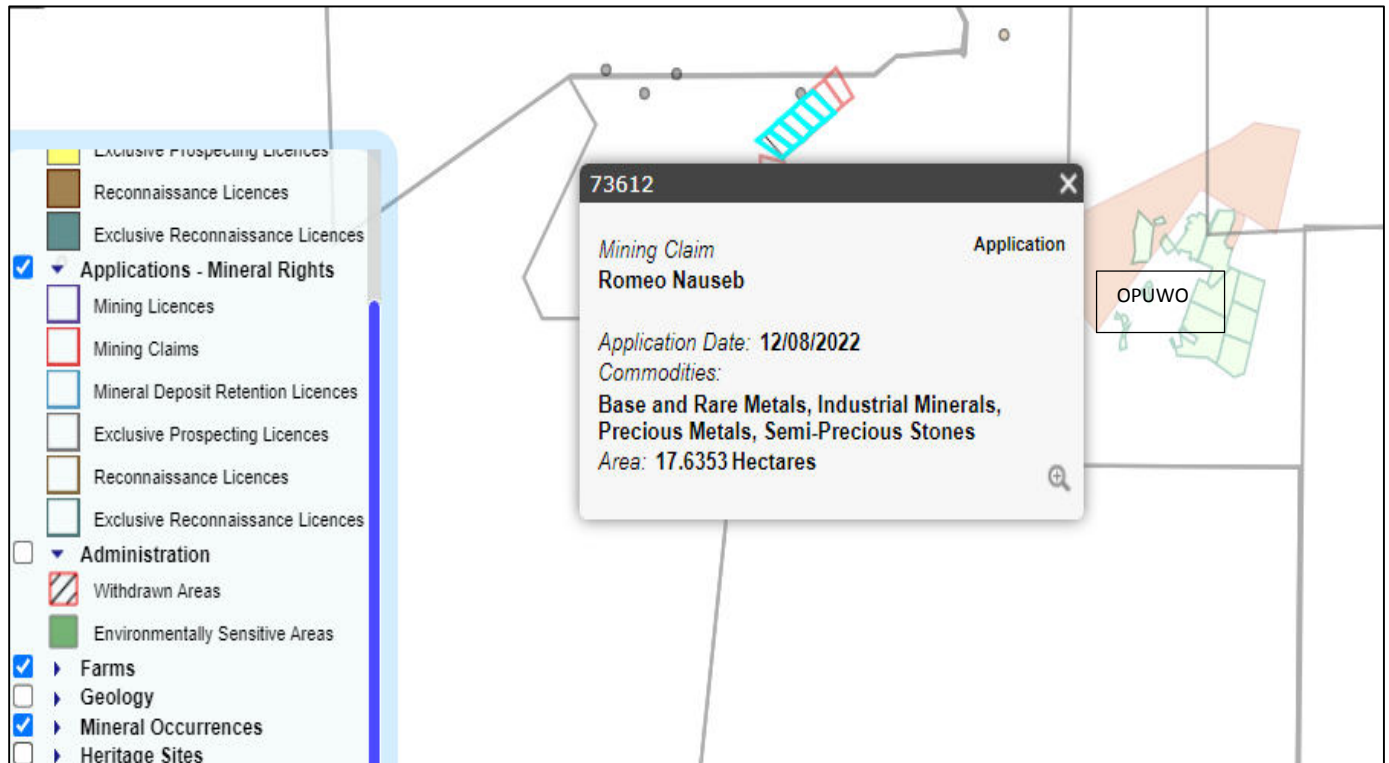 Exclusive Prospecting Licences
Reconnaissance Licences
Exclusive Reconnaissance Licences
Applications - Mineral Rights
Mining Licences
Mining Claims
Mineral Deposit Retention Licences
Exclusive Prospecting Licences
Reconnaissance Licences
Exclusive Reconnaissance Licences
Administration
Withdrawn Areas
Environmentally Sensitive Areas
Farms
Geology
Mineral Occurrences
Heritage Sites
73612
Mining Claim
Application
Romeo Nauseb
Application Date: 12/08/2022
Commodities:
Base and Rare Metals, Industrial Minerals,
Precious Metals, Semi-Precious Stones
Area: 17.6353 Hectares
OPUWO